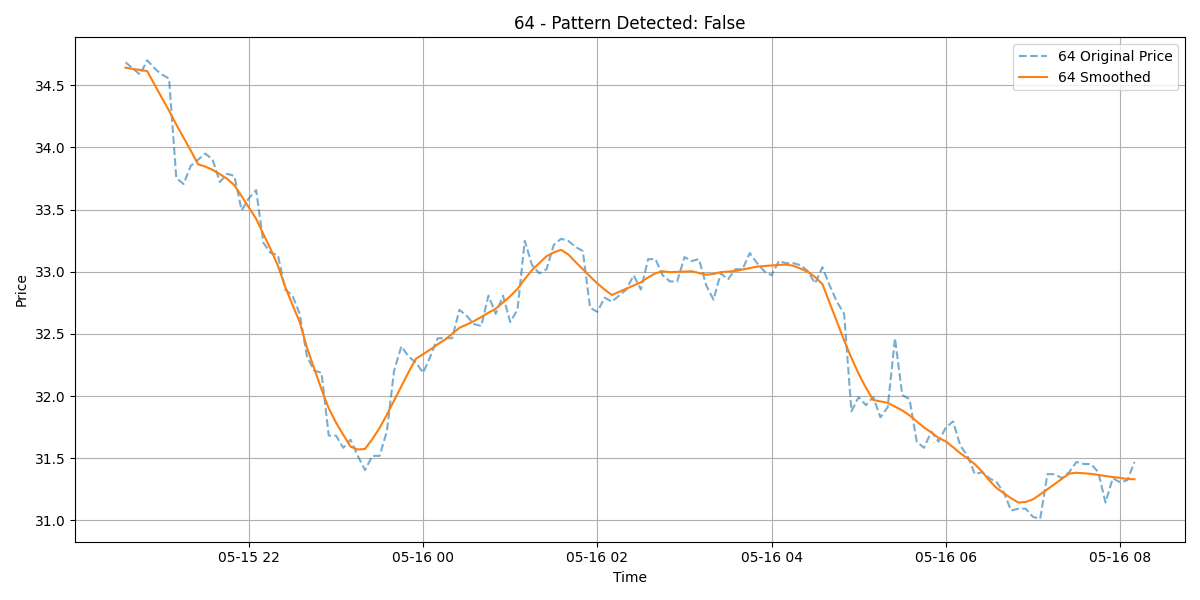 64 - Pattern Detected: False
64 Original Price
64 Smoothed
Price
34.5
34.0
33.5
33.0
32.5
32.0
31.5
31.0
05-15 22
05-16 00
05-16 02
05-16 04
05-16 06
05-16 08
Time